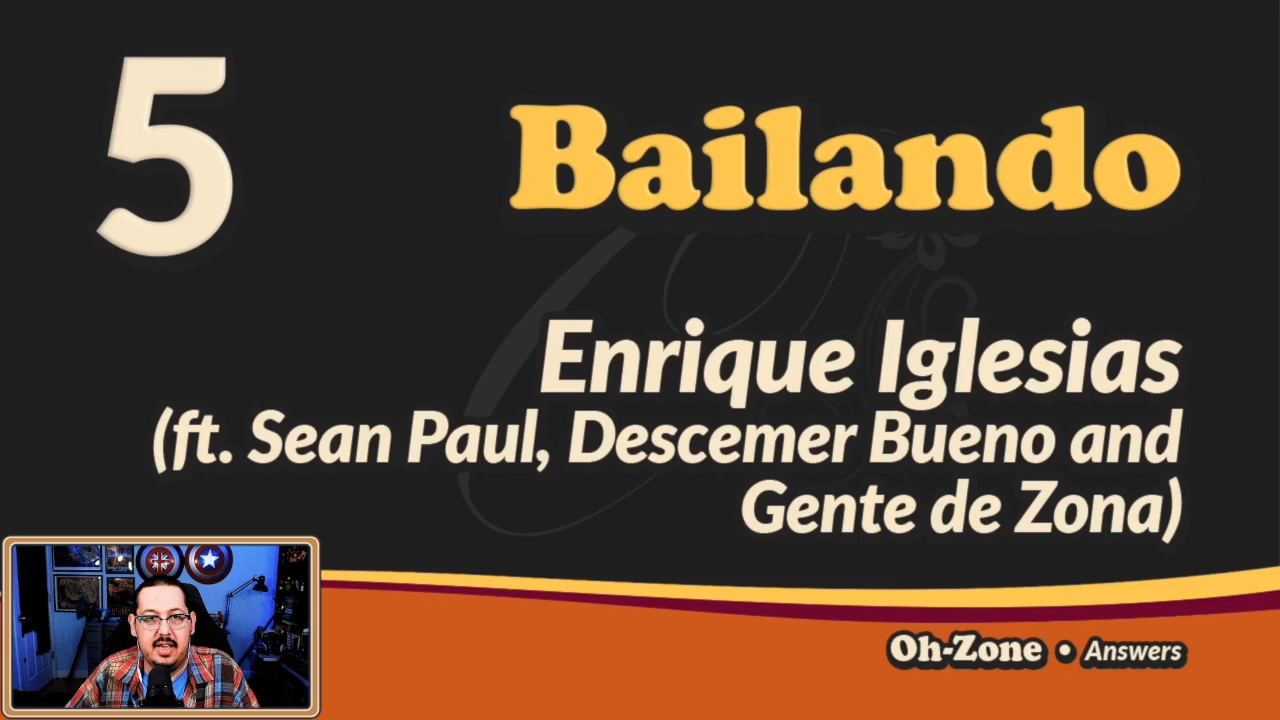 5
Bailando
Enrique Iglesias
(ft. Sean Paul, Descemer Bueno and
Gente de Zona)
Oh-Zone • Answers